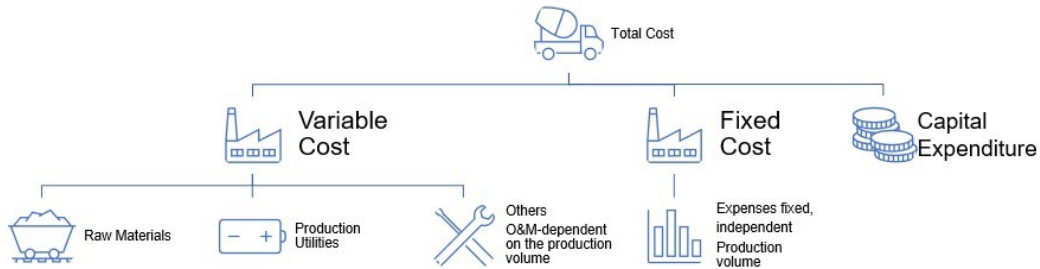 Total Cost
Variable
Cost
Fixed
Cost
Capital
Expenditure
Raw Materials
Production
Utilities
Others
O&M-dependent
on the production
volume
Expenses fixed,
independent
Production
volume